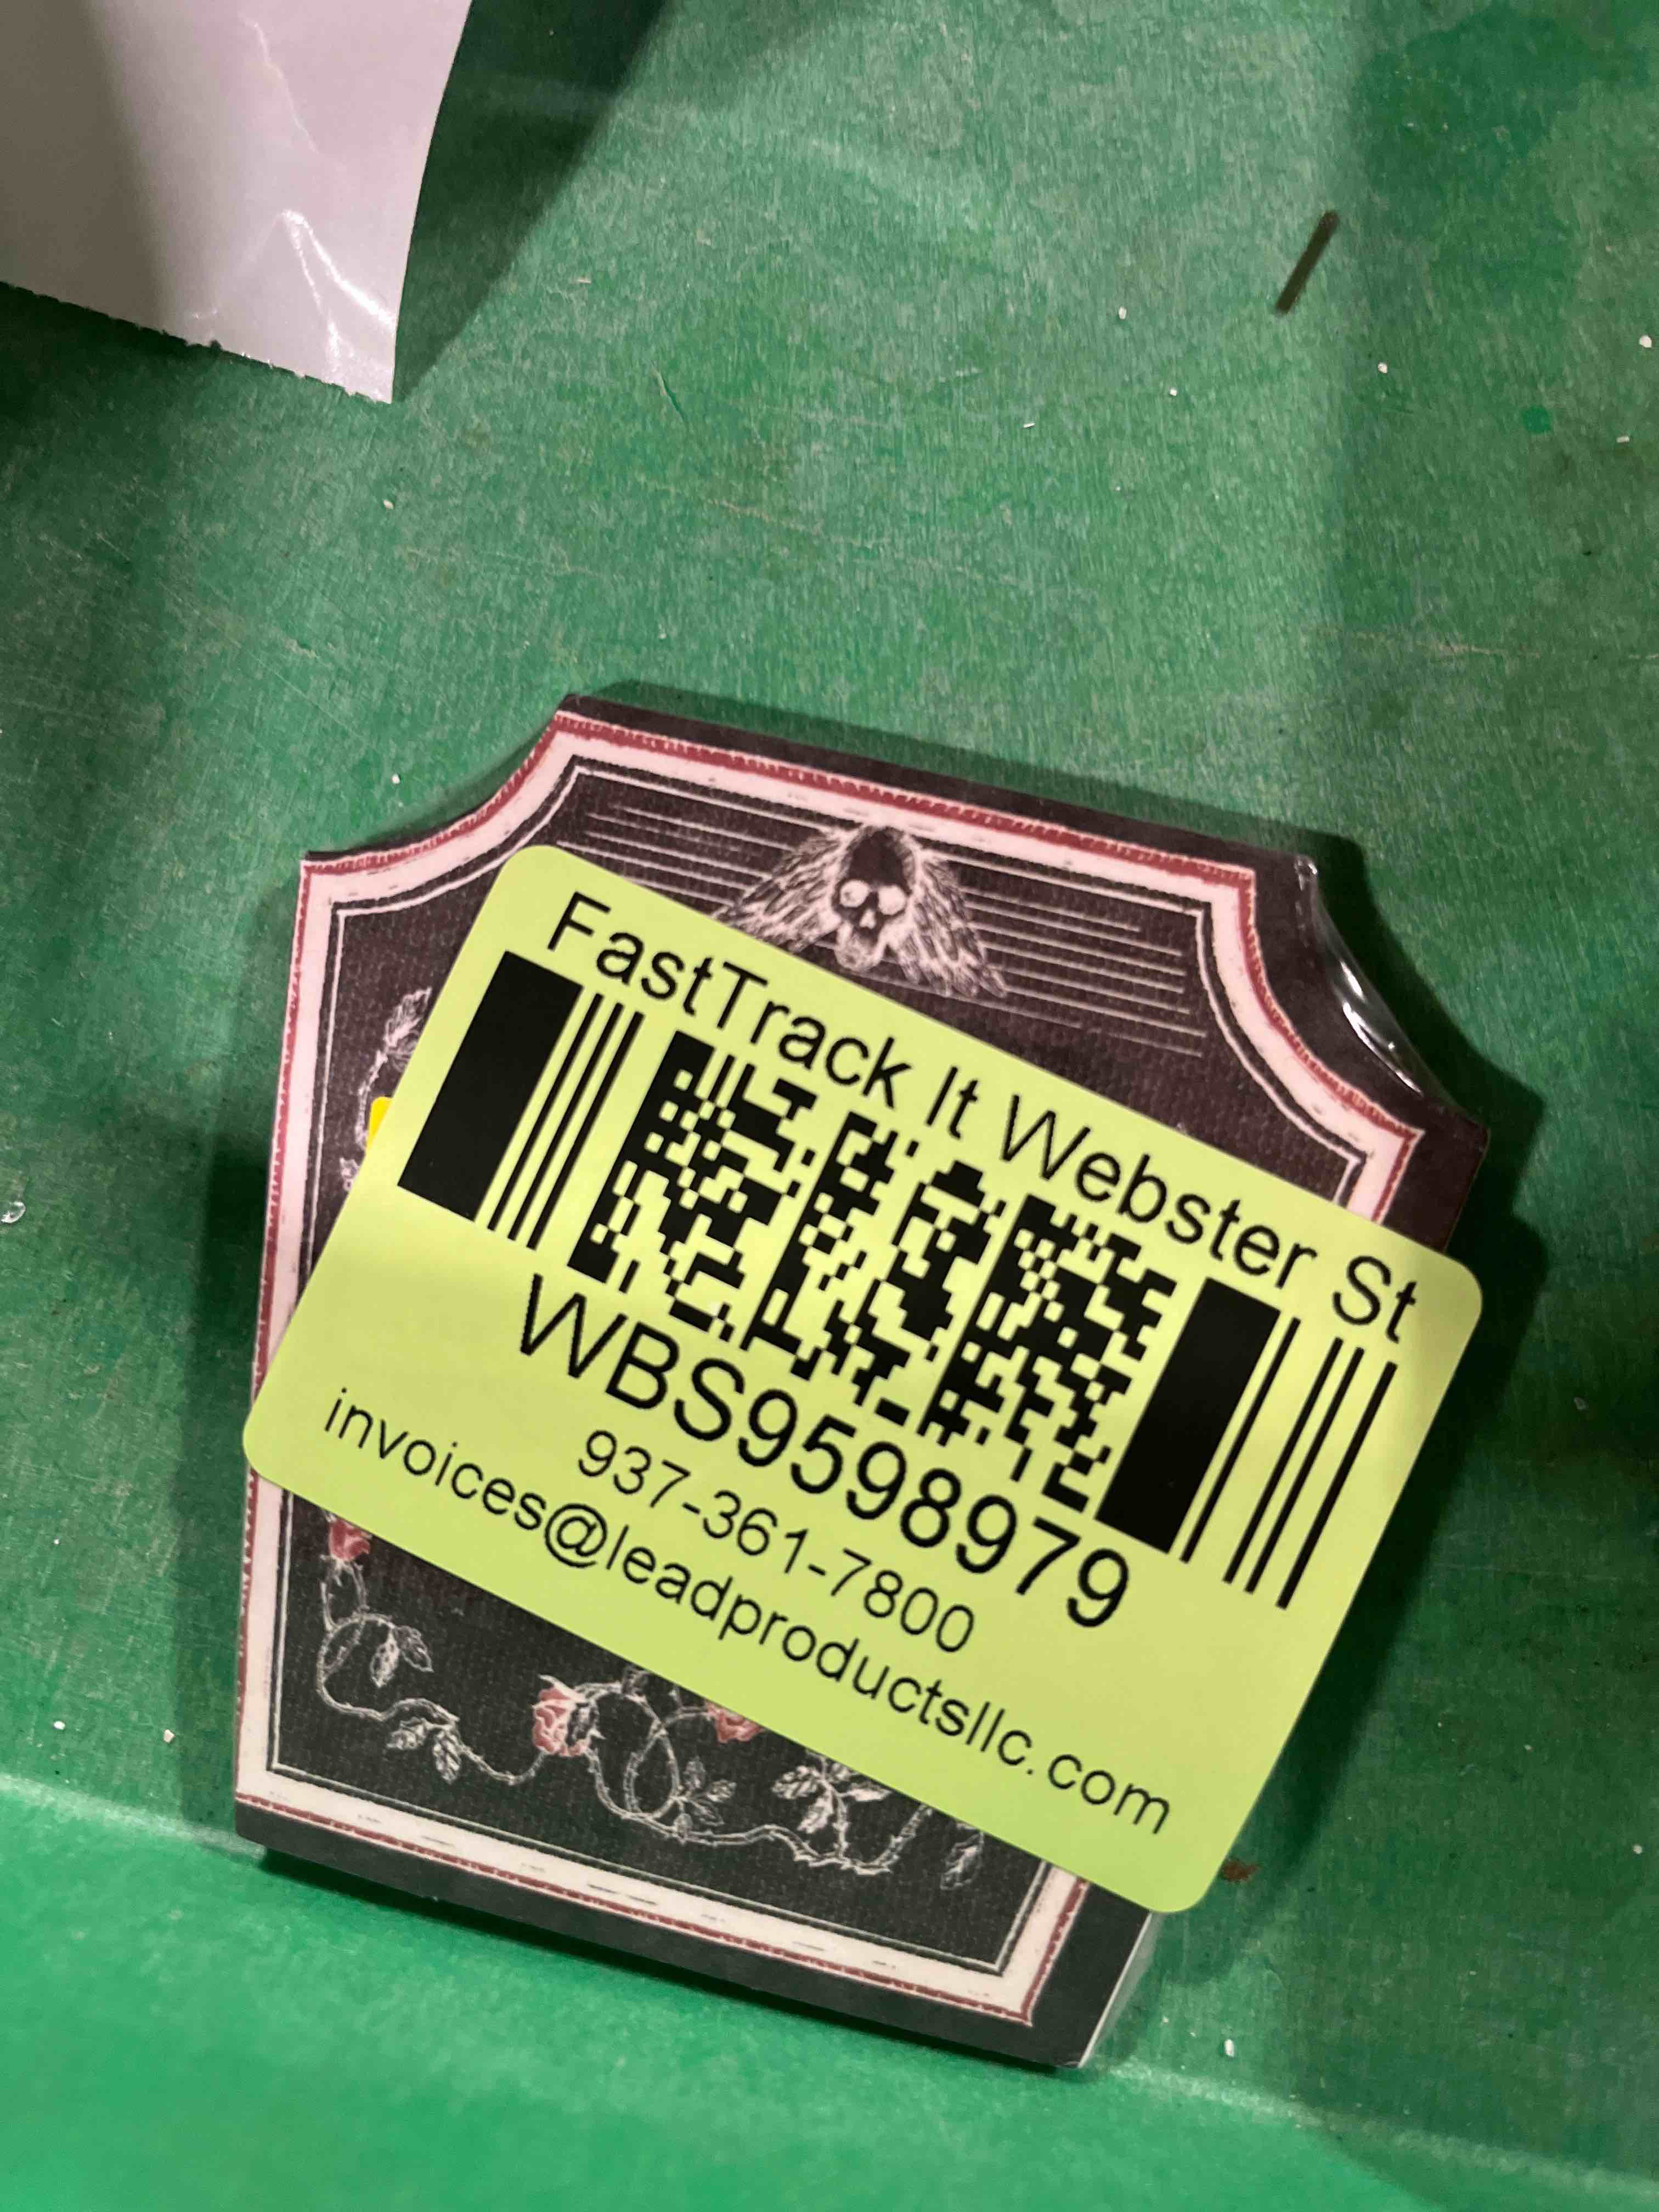 FastTrack It Webster St
WBS9598979
937-361-7800
invoices@leadproductsllc.com